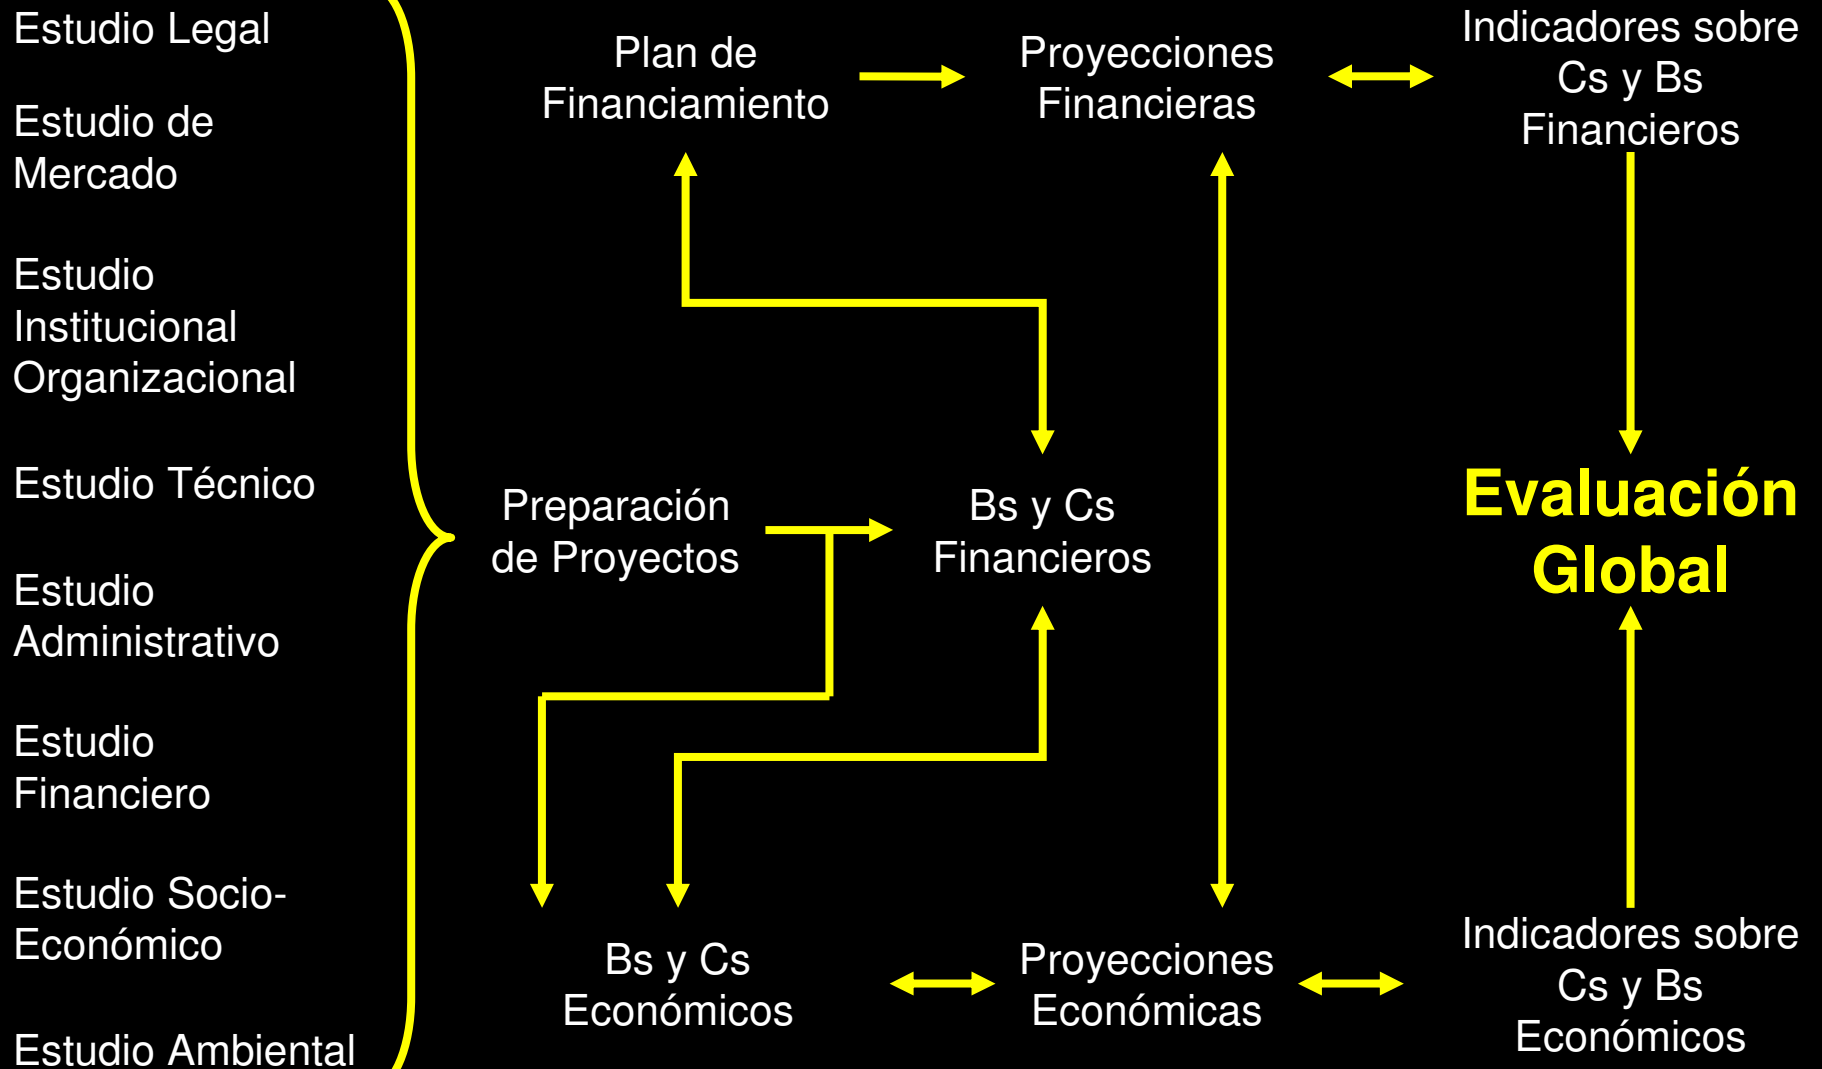 Estudio Legal
Estudio de
Mercado
Estudio
Institucional
Organizacional
Estudio Técnico
Estudio
Administrativo
Estudio
Financiero
Estudio Socio-
Económico
Estudio Ambiental
Plan de
Financiamiento
Proyecciones
Financieras
Indicadores sobre
Cs y Bs
Financieros
Preparación
de Proyectos
Bs y Cs
Financieros
Evaluación
Global
Bs y Cs
Económicos
Proyecciones
Económicas
Indicadores sobre
Cs y Bs
Económicos